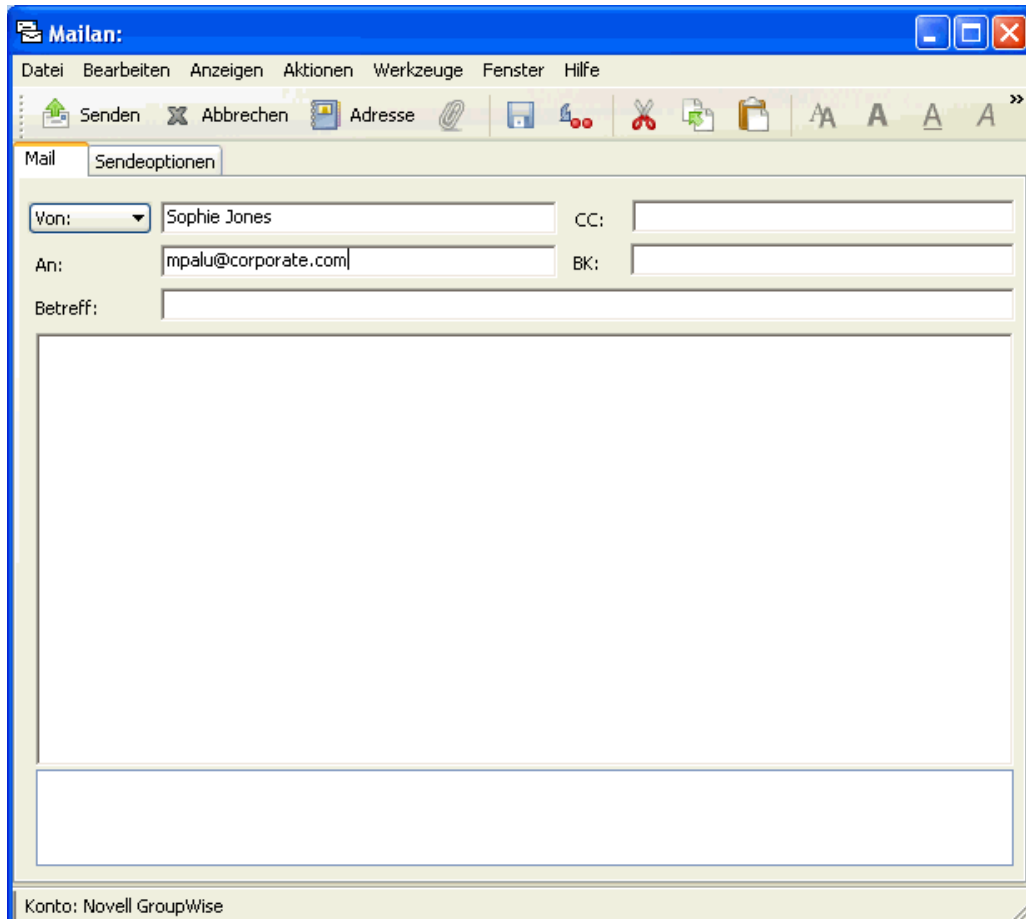 Mailan:
Datei Bearbeiten Anzeigen Aktionen Werkzeuge Fenster Hilfe
Senden Abbrechen Adresse
Mail Sendeoptionen
Von: Sophie Jones CC:
An: mpalu@corporate.com BK:
Betreff:
Konto: Novell GroupWise